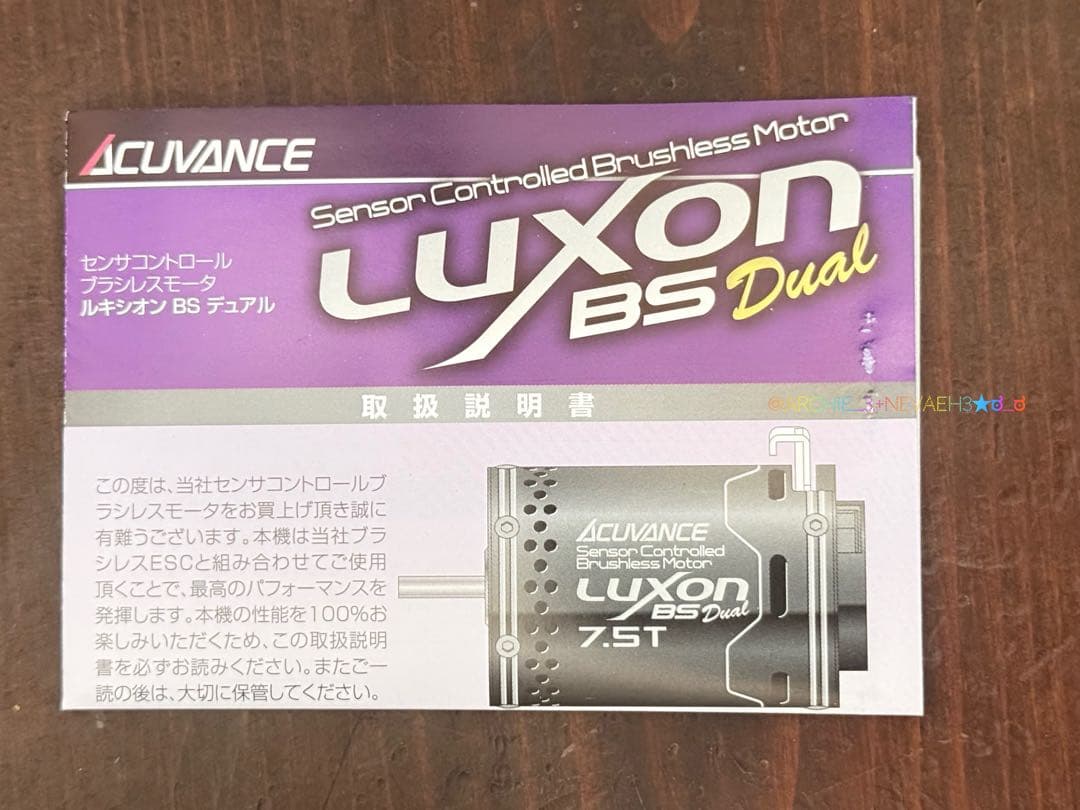 ACUVANCE
Sensor Controlled Brushless Motor
LUXON
BS Dual
センサコントロール
ブラシレスモータ
ルキシオン BS デュアル
取扱説明書
この度は、当社センサコントロールブ
ラシレスモータをお買上げ頂き誠に
有難うございます。本機は当社ブラ
シレスESCと組み合わせてご使用
頂くことで、最高のパフォーマンスを
発揮します。本機の性能を100%お
楽しみいただくため、この取扱説明
書を必ずお読みください。またご一
読の後は、大切に保管してください。
ACUVANCE
Sensor Controlled
Brushless Motor
LUXON
BS Dual
7.5T